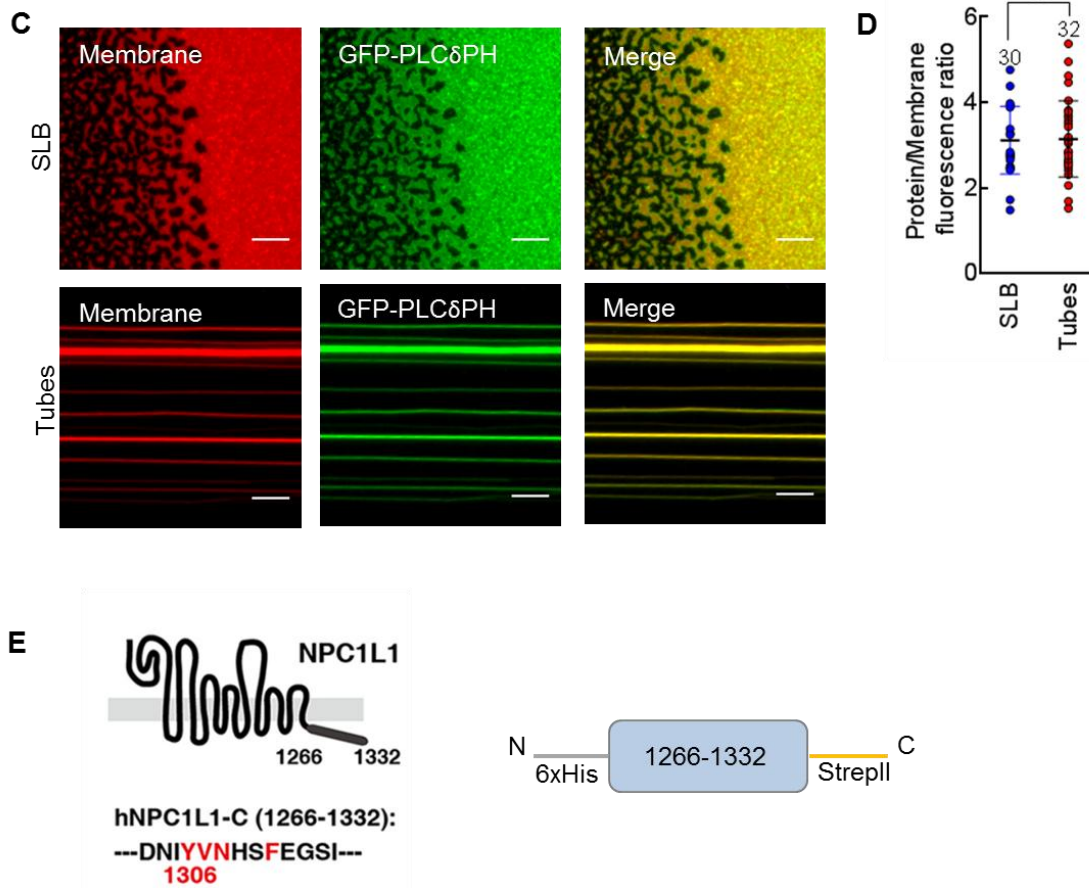 C
Membrane
GFP-PLCδPH
Merge
SLB
Membrane
GFP-PLCδPH
Merge
Tubes
D
6
4
2
0
Protein/Membrane
fluorescence ratio
30
32
SLB
Tubes
E
NPC1L1
1266
1332
hNPC1L1-C (1266-1332):
---DNIYVNHSFEGSI---
1306
N
6xHis
1266-1332
StrepII
C